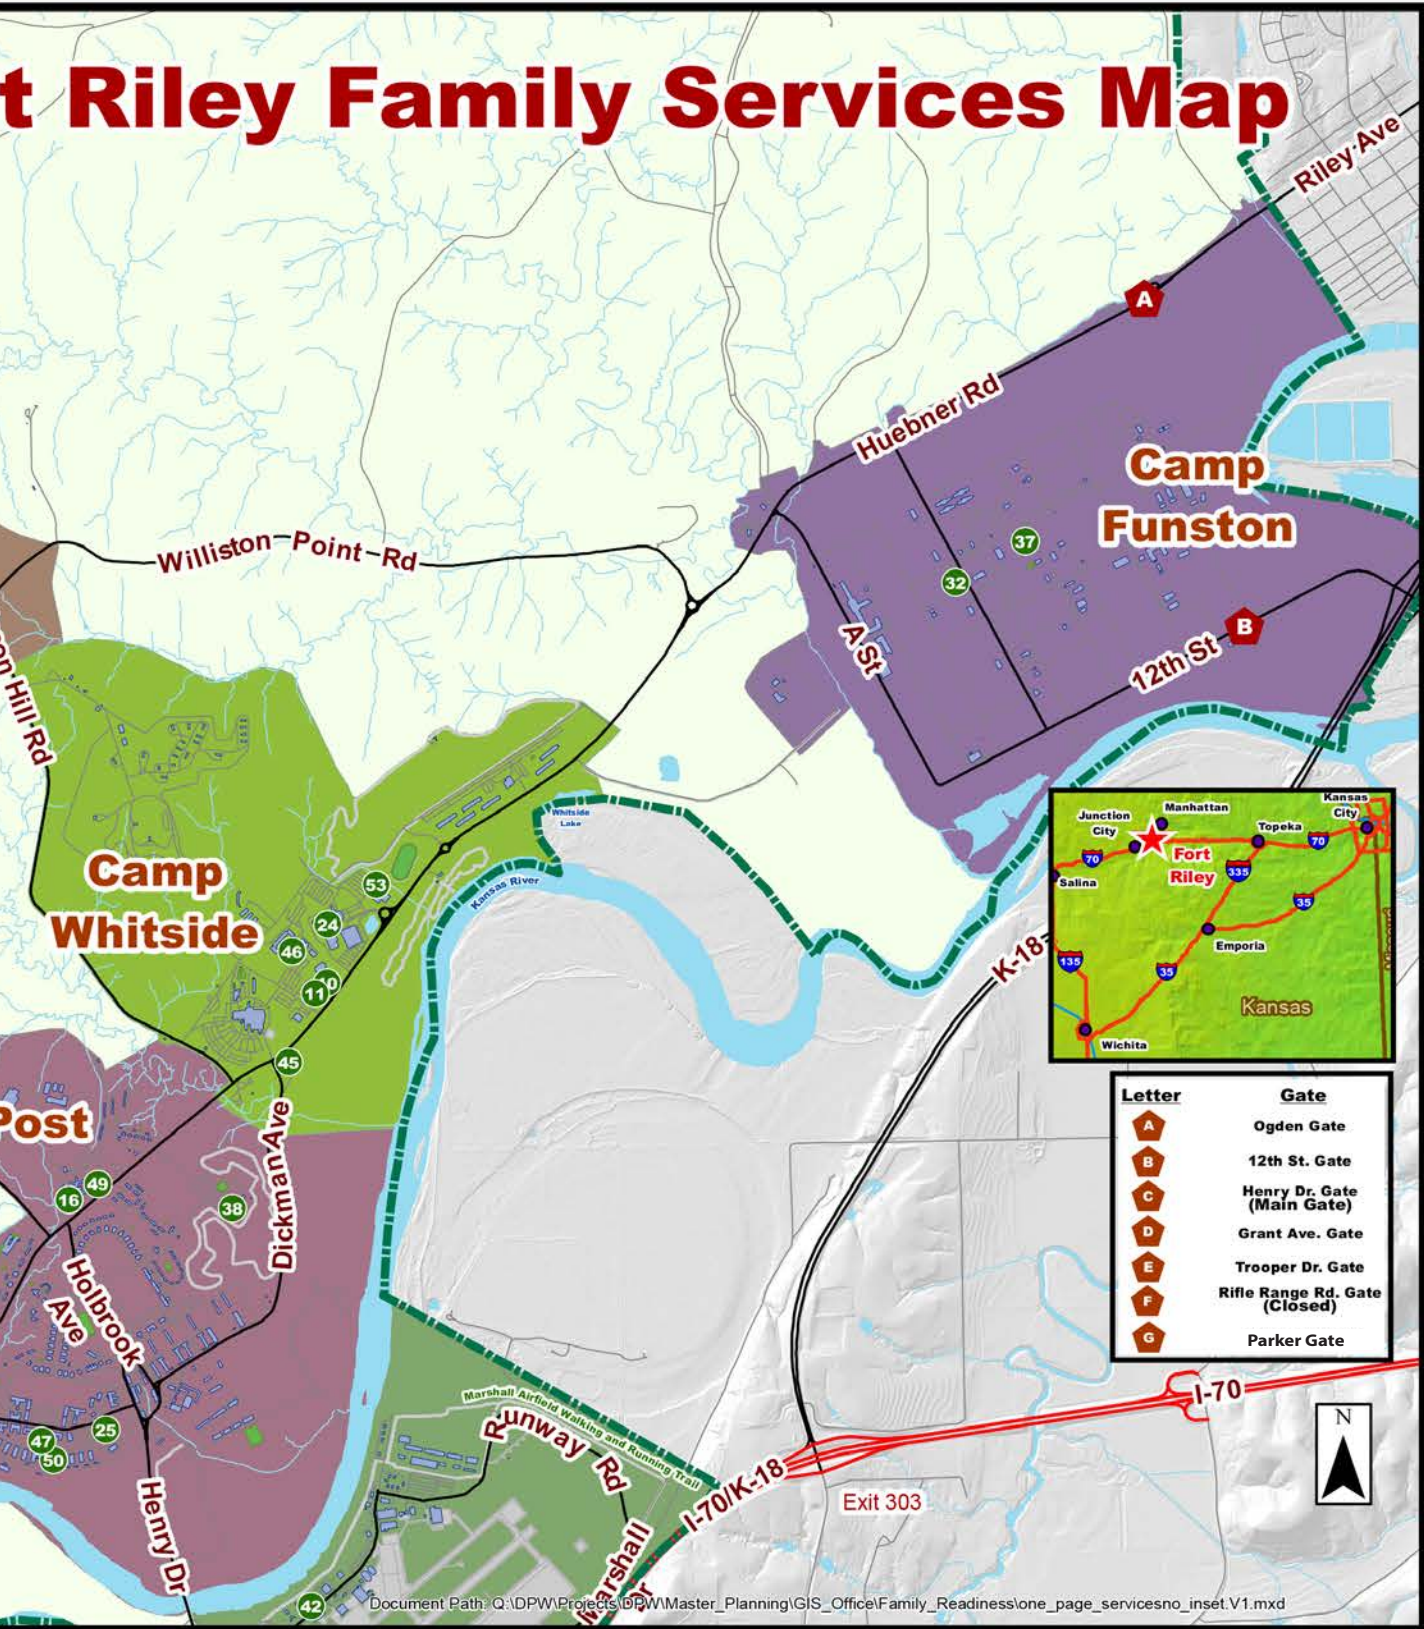 t Riley Family Services Map
Riley Ave
A
Huebner Rd
Camp
Funston
37
32
Williston Point Rd
A St
B
12th St
on Hill Rd
Whitside
Lake
Kansas River
Camp
Whitside
53
24
46
11
45
K-18
Junction
City
Manhattan
Kansas
City
Topeka
70
70
Fort
Riley
335
Salina
35
Emporia
135
35
Kansas
Wichita
Post
Dickman Ave
49
16
38
Holbrook
Ave
Letter Gate
A Ogden Gate
B 12th St. Gate
C Henry Dr. Gate
(Main Gate)
D Grant Ave. Gate
E Trooper Dr. Gate
F Rifle Range Rd. Gate
(Closed)
G Parker Gate
I-70
N
Marshall Airfield Walking and Running Trail
Runway Rd
25
47
50
Henry Dr
I-70/K-18
Exit 303
Marshall
Dr
42
Document Path: Q:\DPW\Projects\DPW\Master_Planning\GIS_Office\Family_Readiness\one_page_servicesno_inset.V1.mxd